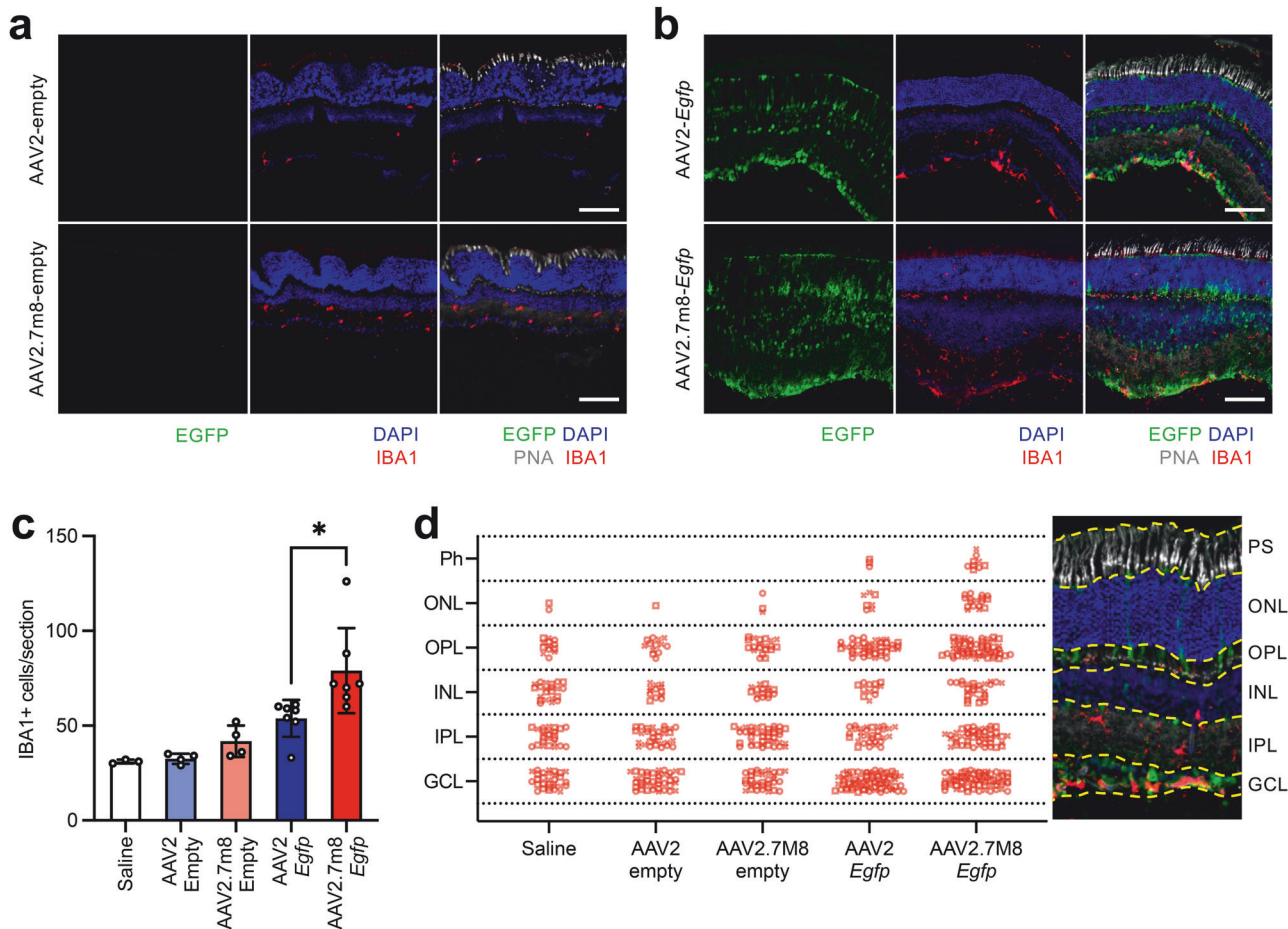 a
AAV2-empty
AAV2.7m8-empty
EGFP
DAPI
IBA1
EGFP DAPI
PNA IBA1
b
AAV2-Egfp
AAV2.7m8-Egfp
EGFP
DAPI
IBA1
EGFP DAPI
PNA IBA1
c
IBA1+ cells/section
150
100
50
0
*
Saline
AAV2
Empty
AAV2.7m8
Empty
AAV2
Egfp
AAV2.7m8
Egfp
d
Ph
ONL
OPL
INL
IPL
GCL
Saline
AAV2
empty
AAV2.7M8
empty
AAV2
Egfp
AAV2.7M8
Egfp
PS
ONL
OPL
INL
IPL
GCL